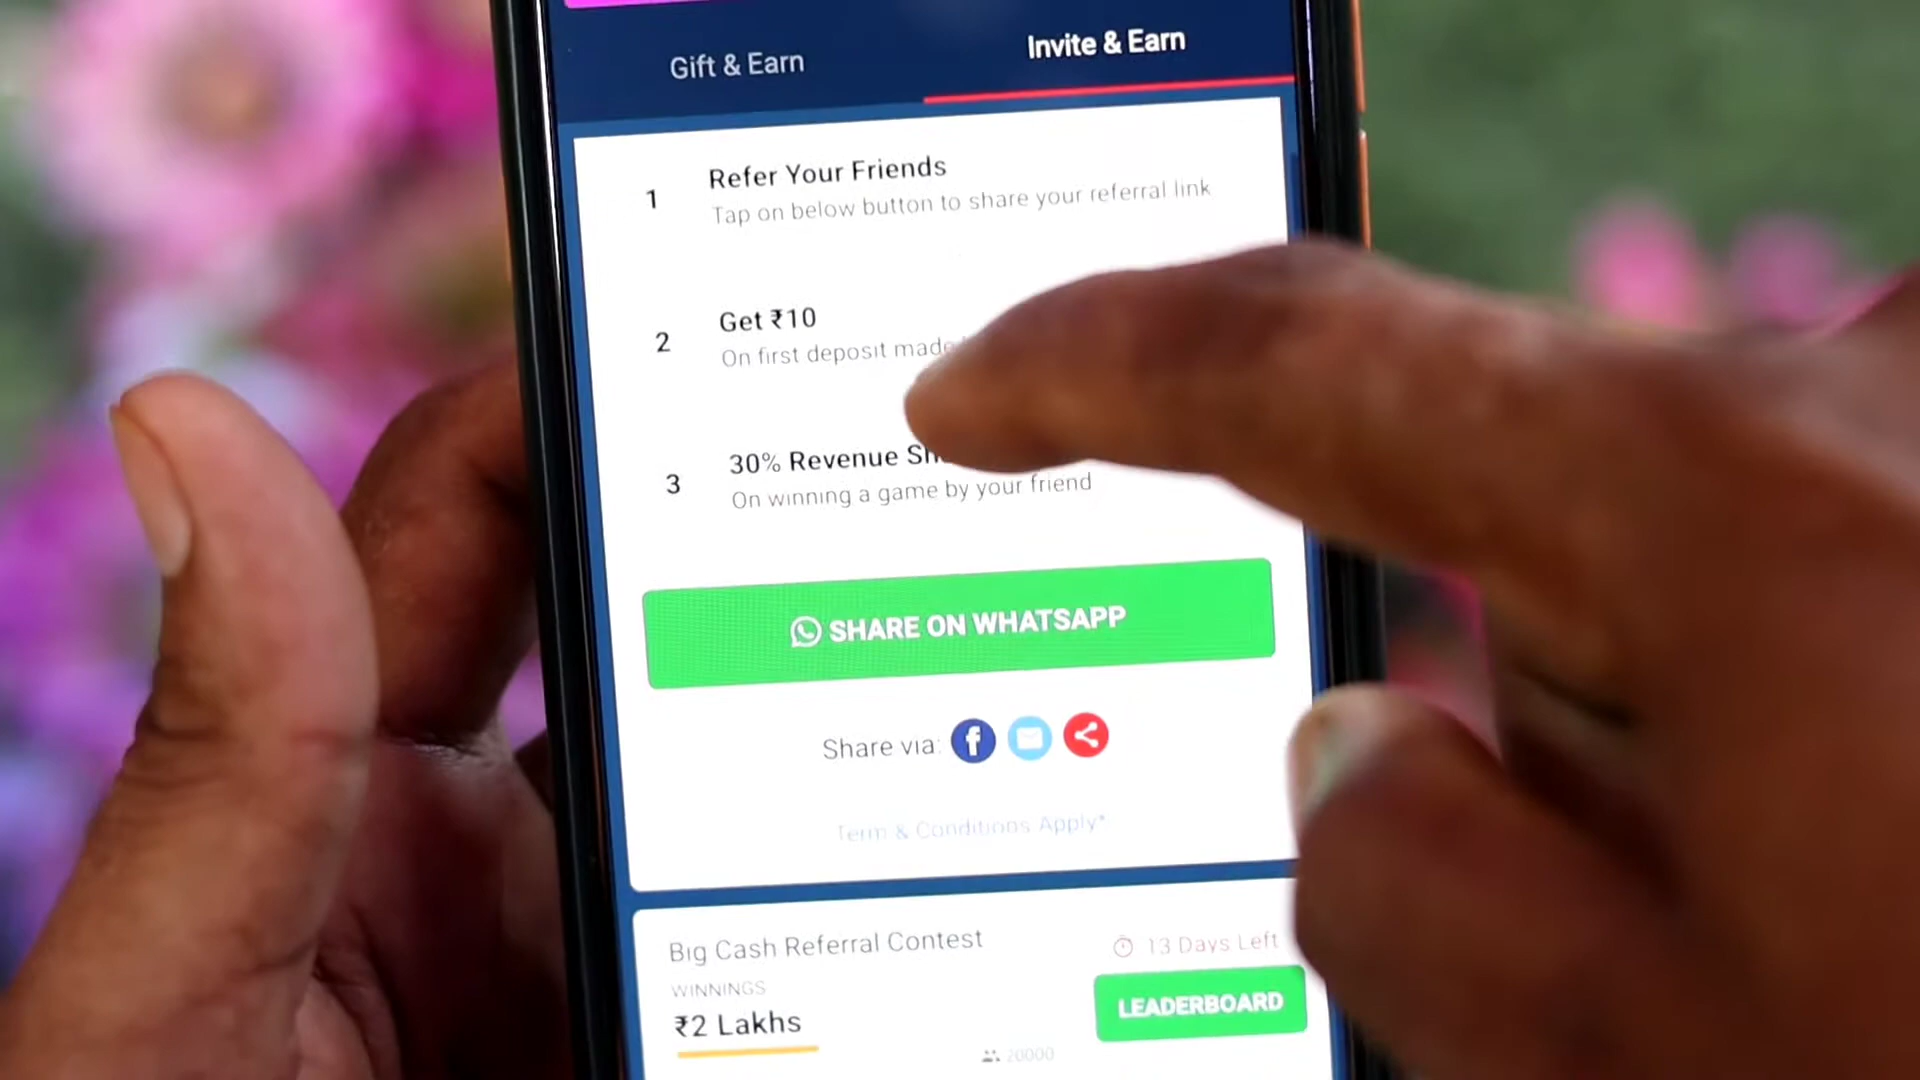 Gift & Earn
Invite & Earn
1
Refer Your Friends
Tap on below button to share your referral link
2
Get ₹10
On first deposit made
3
30% Revenue
On winning a game by your friend
SHARE ON WHATSAPP
Share via:
Term & Conditions Apply*
Big Cash Referral Contest
13 Days Left
WINNINGS
₹2 Lakhs
LEADERBOARD
20000